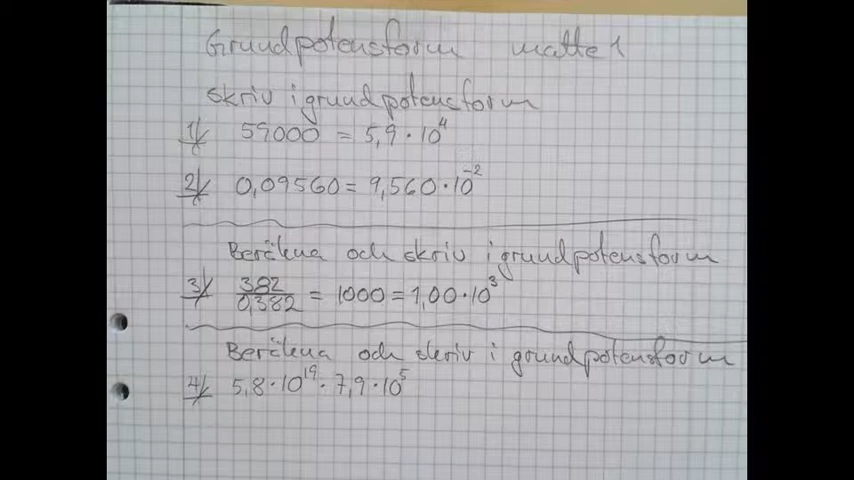 Grundpotensform matte 1
skriv i grundpotensform
1/ 59000 = 5,9 · 10⁴
2/ 0,09560 = 9,560 · 10⁻²
Beräkna och skriv i grundpotensform
3/ 382/0,382 = 1000 = 1,00 · 10³
Beräkna och skriv i grundpotensform
4/ 5,8 · 10¹⁹ · 7,9 · 10⁵